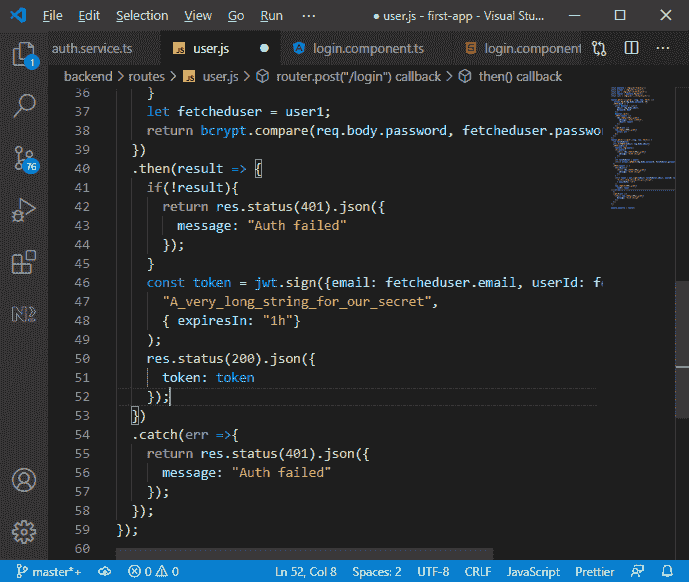 File Edit Selection View Go Run ··· ● user.js - first-app - Visual Stu...
auth.service.ts JS user.js ● login.component.ts login.component ···
1
backend > routes > JS user.js > router.post("/login") callback > then() callback
36 }
37 let fetcheduser = user1;
38 return bcrypt.compare(req.body.password, fetcheduser.passwo
39 })
40 .then(result => {
41 if(!result){
42 return res.status(401).json({
43 message: "Auth failed"
44 });
45 }
46 const token = jwt.sign({email: fetcheduser.email, userId: fe
47 "A_very_long_string_for_our_secret",
48 { expiresIn: "1h"}
49 );
50 res.status(200).json({
51 token: token
52 });
53 })
54 .catch(err =>{
55 return res.status(401).json({
56 message: "Auth failed"
57 });
58 });
59 });
60
76
master*+ 0 0 Ln 52, Col 8 Spaces: 2 UTF-8 CRLF JavaScript Prettier